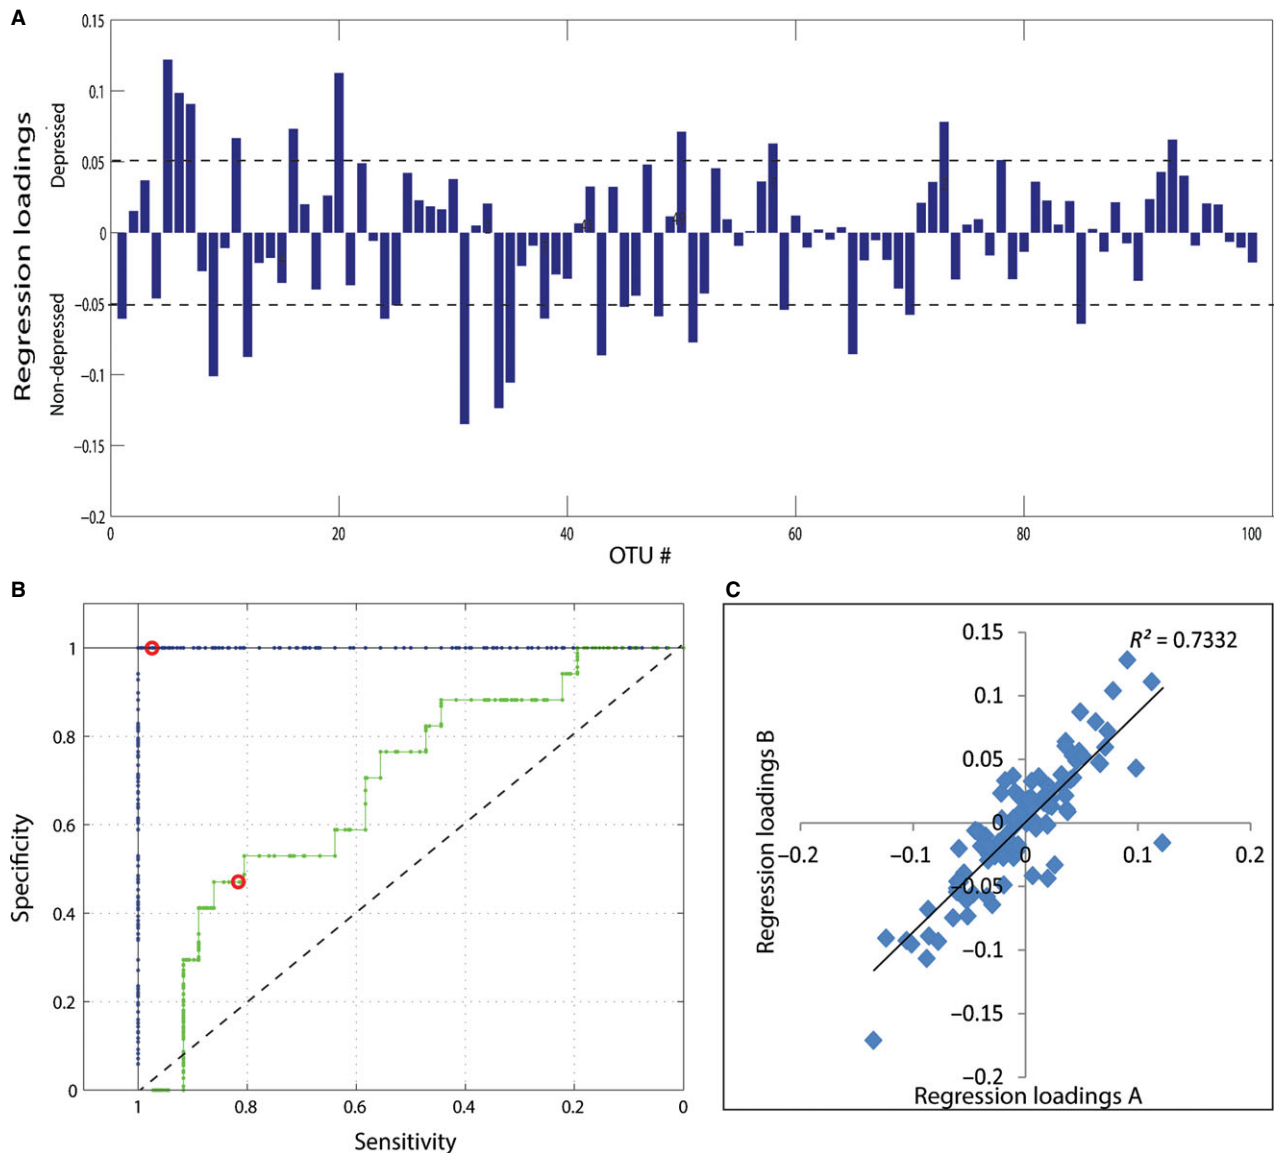 A
Regression loadings
Non-depressed Depressed
0.15
0.1
0.05
0
−0.05
−0.1
−0.15
−0.2
0 20 40 60 80 100
OTU #
B
Specificity
1
0.8
0.6
0.4
0.2
0
1 0.8 0.6 0.4 0.2 0
Sensitivity
C
R² = 0.7332
Regression loadings B
0.15
0.1
0.05
0
−0.05
−0.1
−0.15
−0.2
−0.2 −0.1 0 0.1 0.2
Regression loadings A